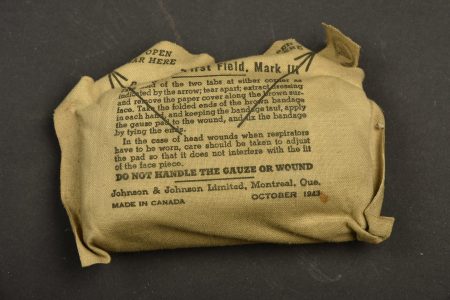 OPEN
HERE
First Field, Mark II
of the two tabs at either corner as
indicated by the arrow; tear apart; extract dressing
and remove the paper cover along the brown sur-
face. Take the folded ends of the brown bandage
in each hand, and keeping the bandage taut, apply
the gauze pad to the wound, and fix the bandage
by tying the ends.
In the case of head wounds when respirators
have to be worn, care should be taken to adjust
the pad so that it does not interfere with the fit
of the face piece.
DO NOT HANDLE THE GAUZE OR WOUND
Johnson & Johnson Limited, Montreal, Que.
MADE IN CANADA OCTOBER 1943